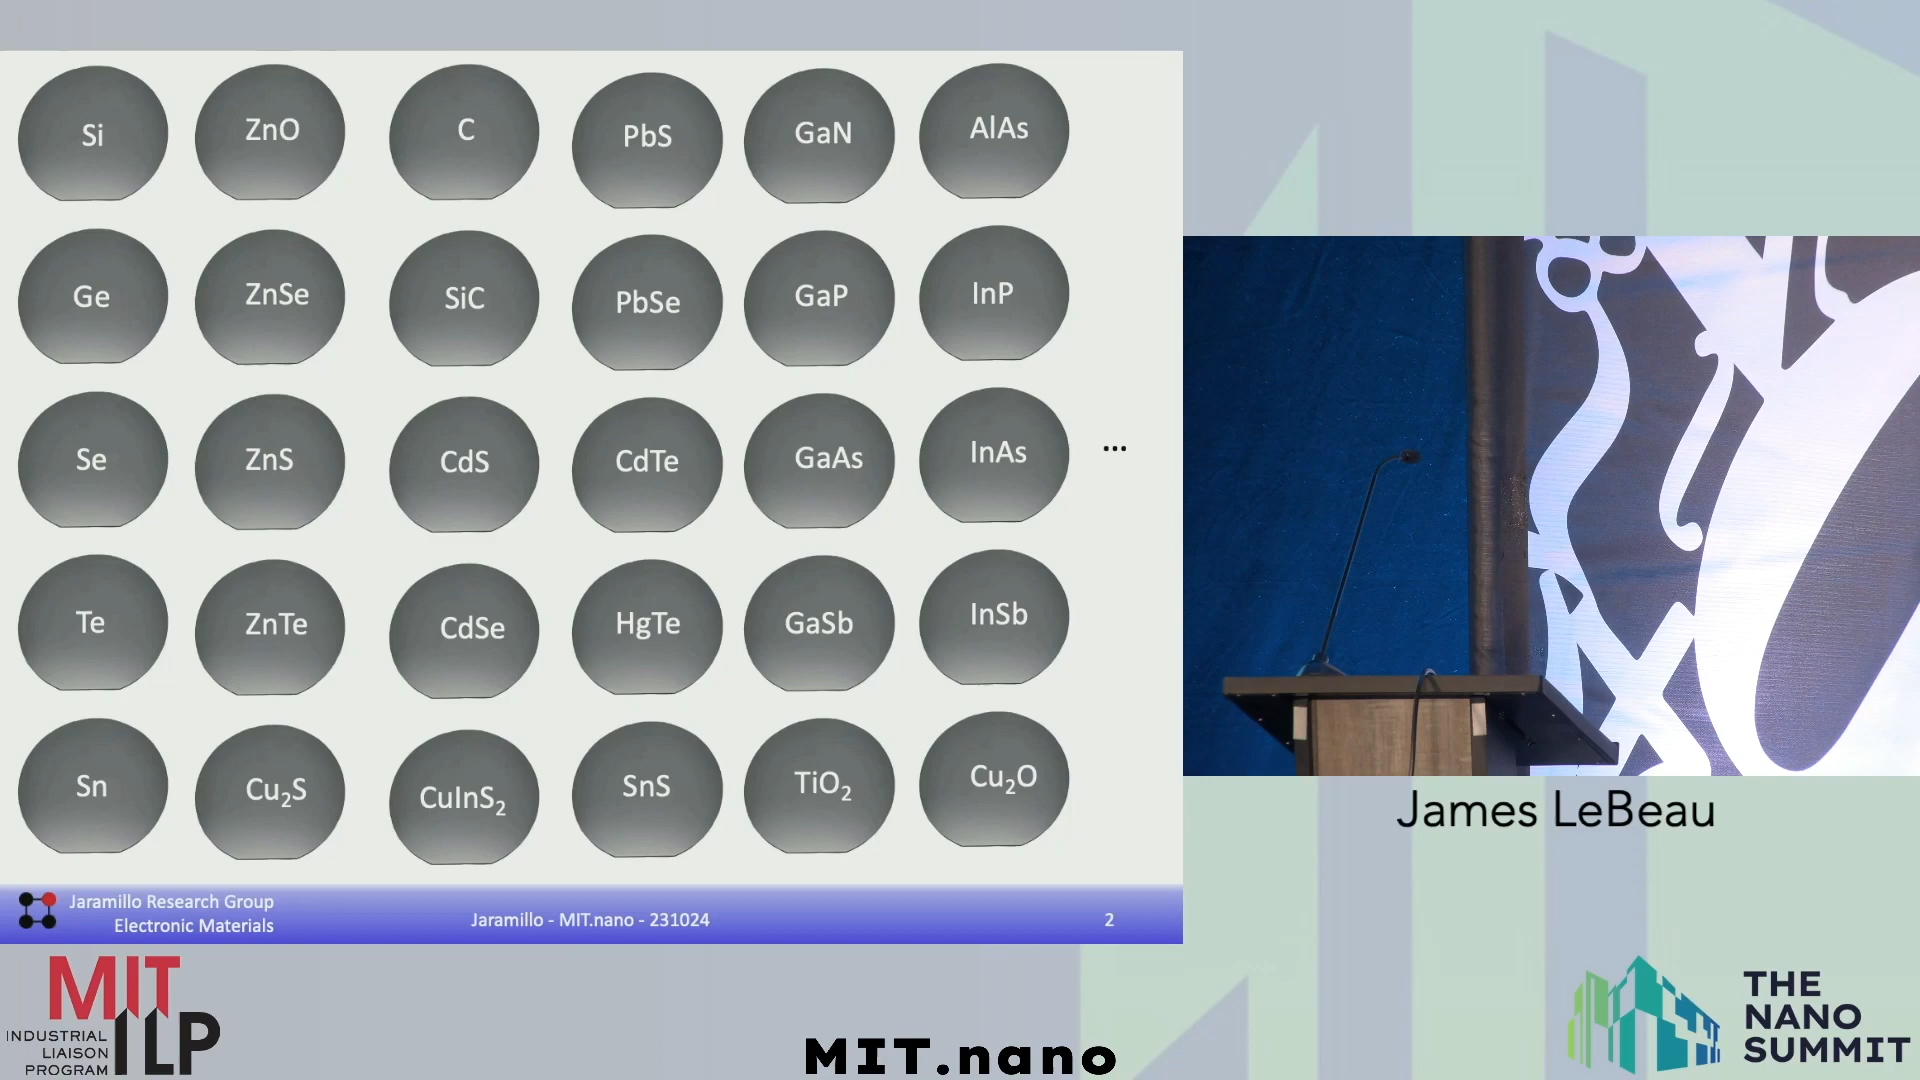 Si
ZnO
C
PbS
GaN
AlAs
Ge
ZnSe
SiC
PbSe
GaP
InP
Se
ZnS
CdS
CdTe
GaAs
InAs
...
Te
ZnTe
CdSe
HgTe
GaSb
InSb
Sn
Cu₂S
CuInS₂
SnS
TiO₂
Cu₂O
Jaramillo Research Group
Electronic Materials
Jaramillo - MIT.nano - 231024
2
James LeBeau
MIT
ILP
INDUSTRIAL
LIAISON
PROGRAM
MIT.nano
THE
NANO
SUMMIT